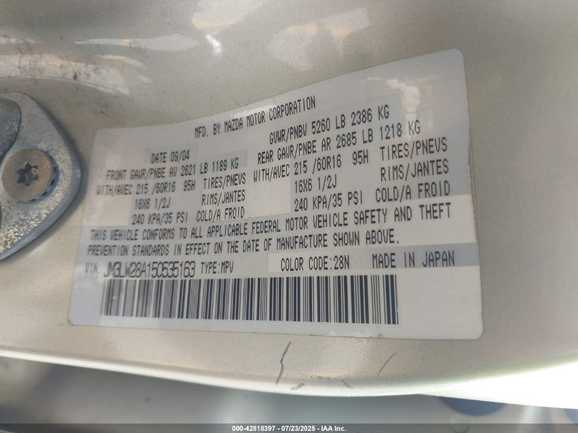 MFD. BY MAZDA MOTOR CORPORATION
DATE 09/04
GVWR/PNBV 5260 LB 2386 KG
FRONT GAWR/PNBE AV 2621 LB 1189 KG
REAR GAWR/PNBE AR 2685 LB 1218 KG
WITH/AVEC 215 /60R16 95H TIRES/PNEVS
WITH/AVEC 215 /60R16 95H TIRES/PNEVS
16X6 1/2J RIMS/JANTES
16X6 1/2J RIMS/JANTES
240 KPA/35 PSI COLD/A FROID
240 KPA/35 PSI COLD/A FROID
THIS VEHICLE CONFORMS TO ALL APPLICABLE FEDERAL MOTOR VEHICLE SAFETY AND THEFT
PREVENTION STANDARDS IN EFFECT ON THE DATE OF MANUFACTURE SHOWN ABOVE.
VIN JM3LW28A150535163 TYPE:MPV
COLOR CODE:28N MADE IN JAPAN
000-42818397 - 07/23/2025 - IAA Inc.